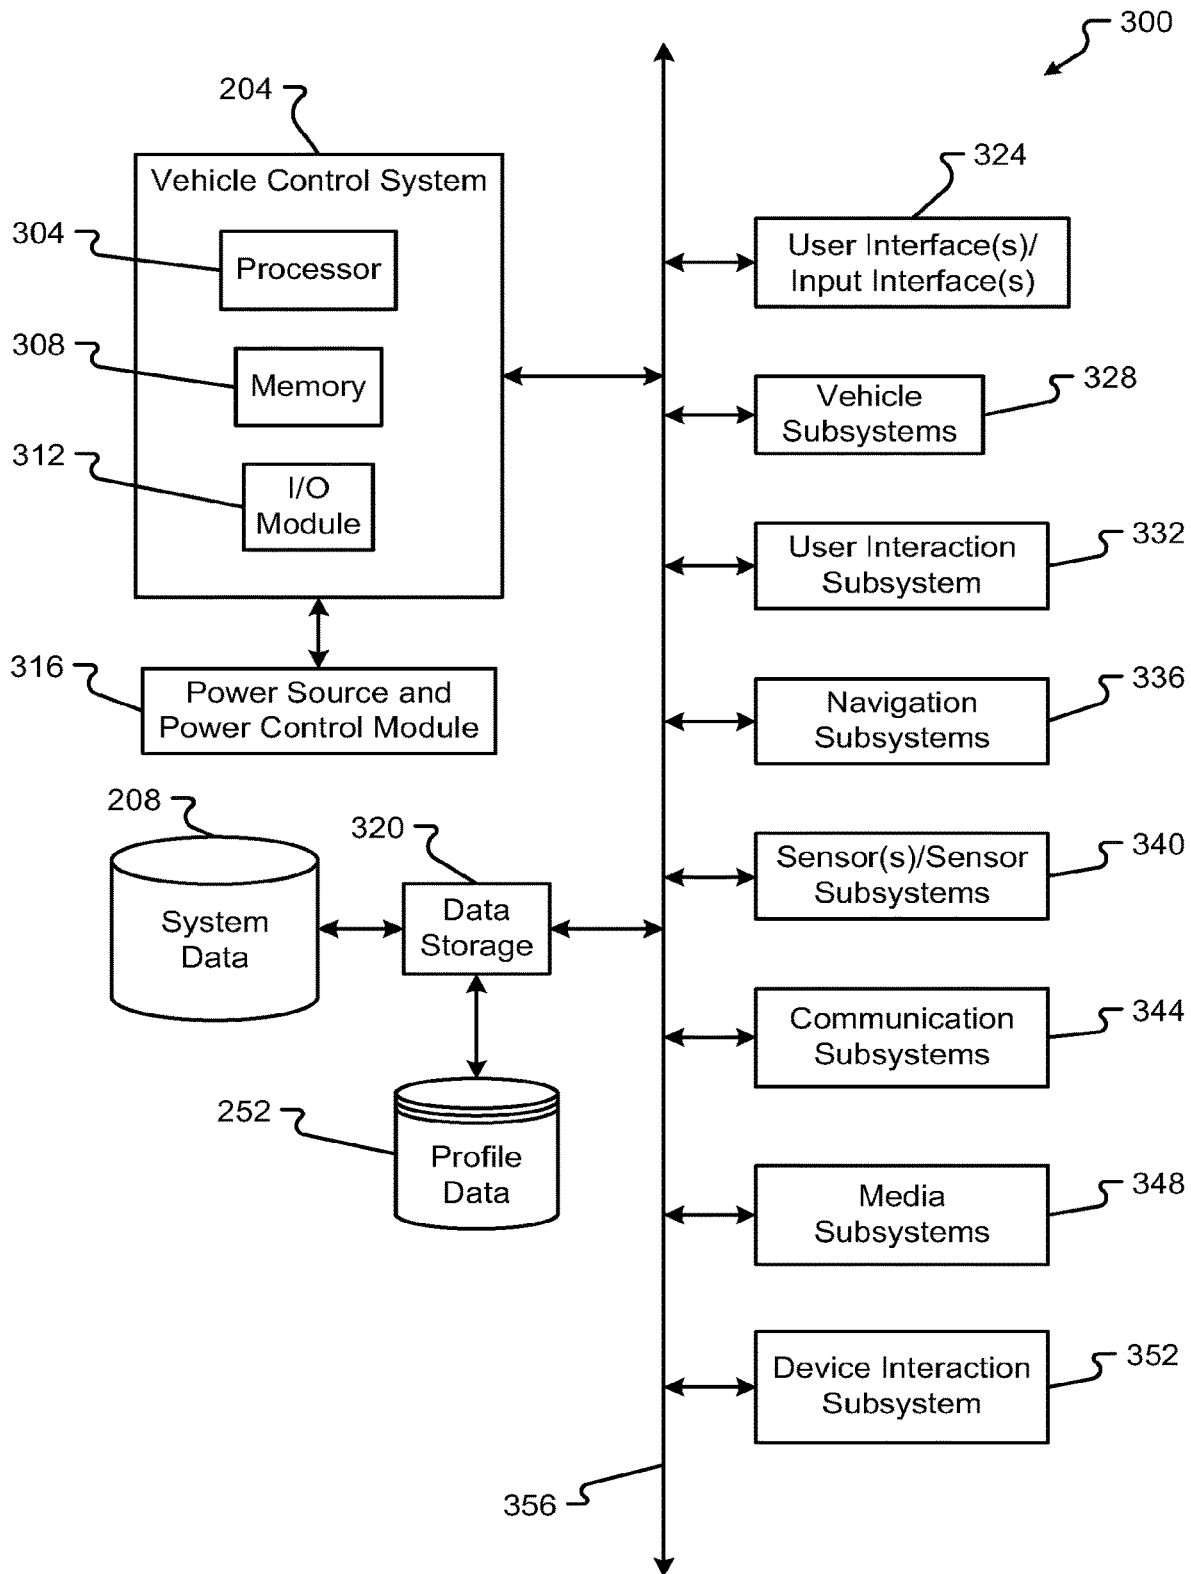 300
204
Vehicle Control System
304
Processor
308
Memory
312
I/O
Module
316
Power Source and
Power Control Module
208
System
Data
320
Data
Storage
252
Profile
Data
324
User Interface(s)/
Input Interface(s)
328
Vehicle
Subsystems
332
User Interaction
Subsystem
336
Navigation
Subsystems
340
Sensor(s)/Sensor
Subsystems
344
Communication
Subsystems
348
Media
Subsystems
352
Device Interaction
Subsystem
356